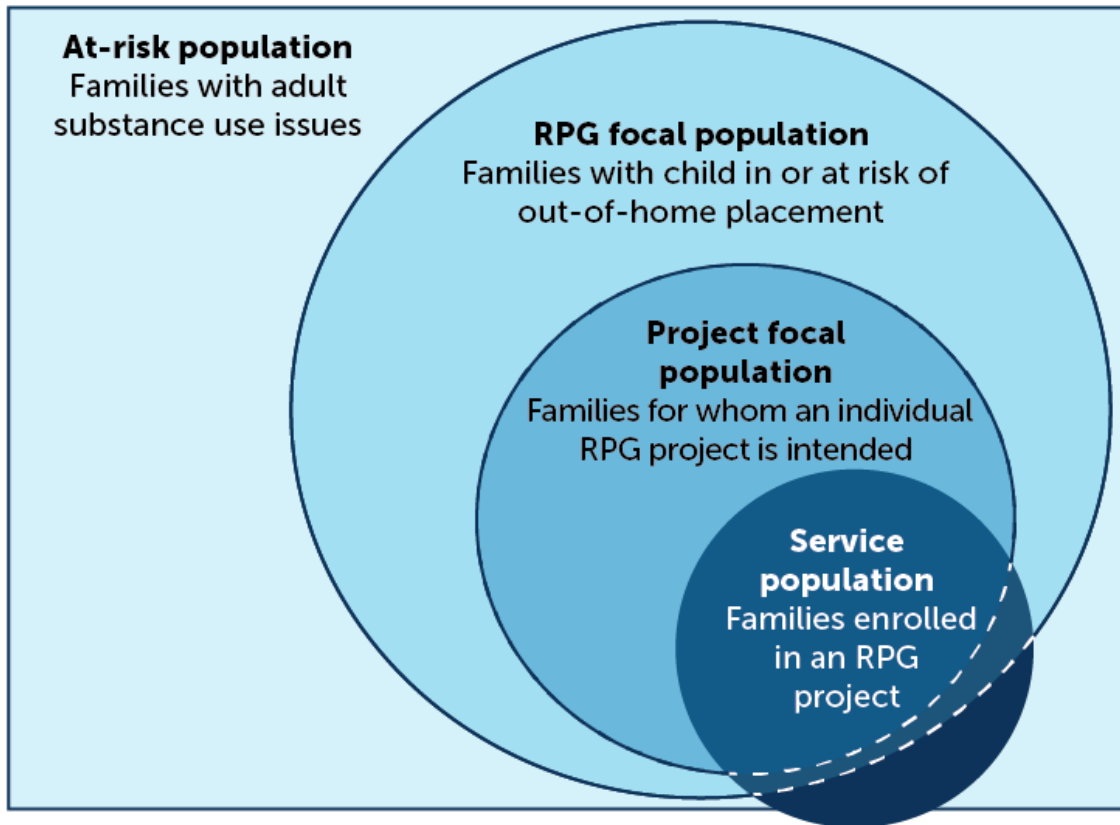 At-risk population
Families with adult
substance use issues
RPG focal population
Families with child in or at risk of
out-of-home placement
Project focal
population
Families for whom an individual
RPG project is intended
Service
population
Families enrolled
in an RPG
project